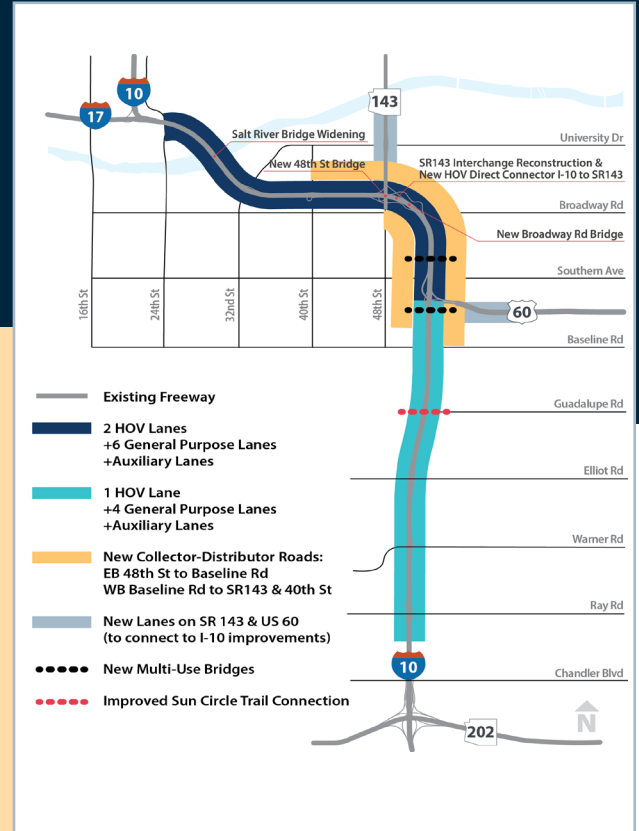 10
17
143
Salt River Bridge Widening
University Dr
New 48th St Bridge
SR143 Interchange Reconstruction &
New HOV Direct Connector I-10 to SR143
Broadway Rd
New Broadway Rd Bridge
Southern Ave
16th St
24th St
32nd St
40th St
48th St
60
Baseline Rd
Existing Freeway
Guadalupe Rd
2 HOV Lanes
+6 General Purpose Lanes
+Auxiliary Lanes
Elliot Rd
1 HOV Lane
+4 General Purpose Lanes
+Auxiliary Lanes
Warner Rd
New Collector-Distributor Roads:
EB 48th St to Baseline Rd
WB Baseline Rd to SR143 & 40th St
Ray Rd
New Lanes on SR 143 & US 60
(to connect to I-10 improvements)
10
New Multi-Use Bridges
Chandler Blvd
Improved Sun Circle Trail Connection
N
202